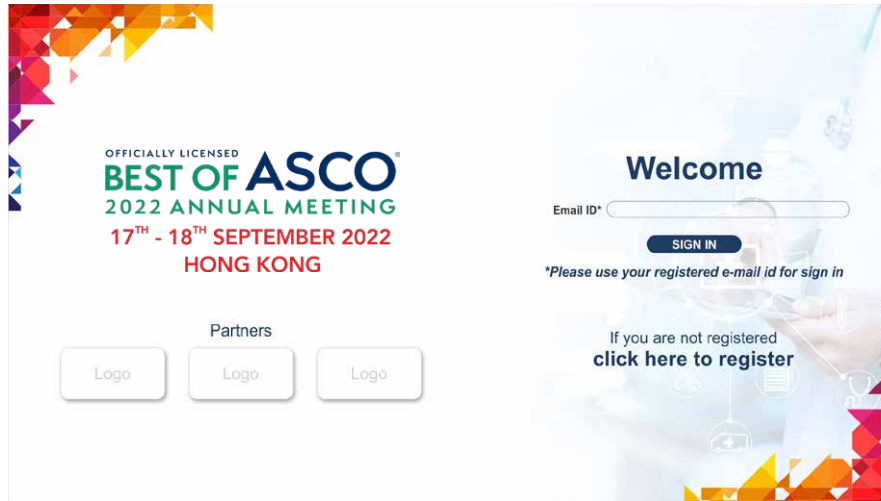 OFFICIALLY LICENSED
BEST OF ASCO®
2022 ANNUAL MEETING
17TH - 18TH SEPTEMBER 2022
HONG KONG
Partners
Logo
Logo
Logo
Welcome
Email ID*
SIGN IN
*Please use your registered e-mail id for sign in
If you are not registered
click here to register